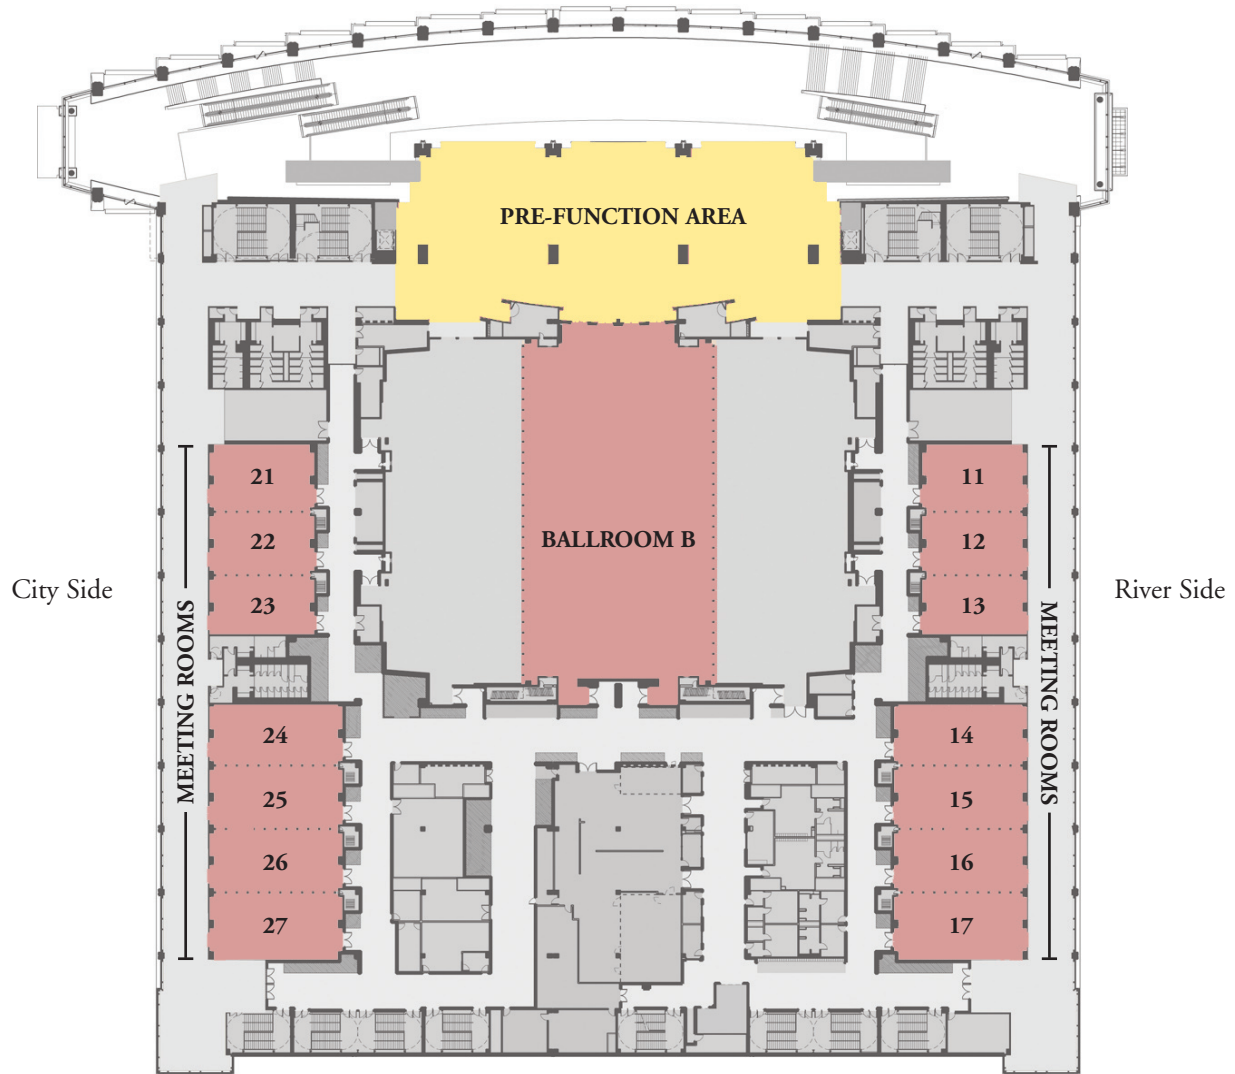 PRE-FUNCTION AREA
21
11
22
BALLROOM B
12
City Side
River Side
23
13
MEETING ROOMS
MEETING ROOMS
24
14
25
15
26
16
27
17